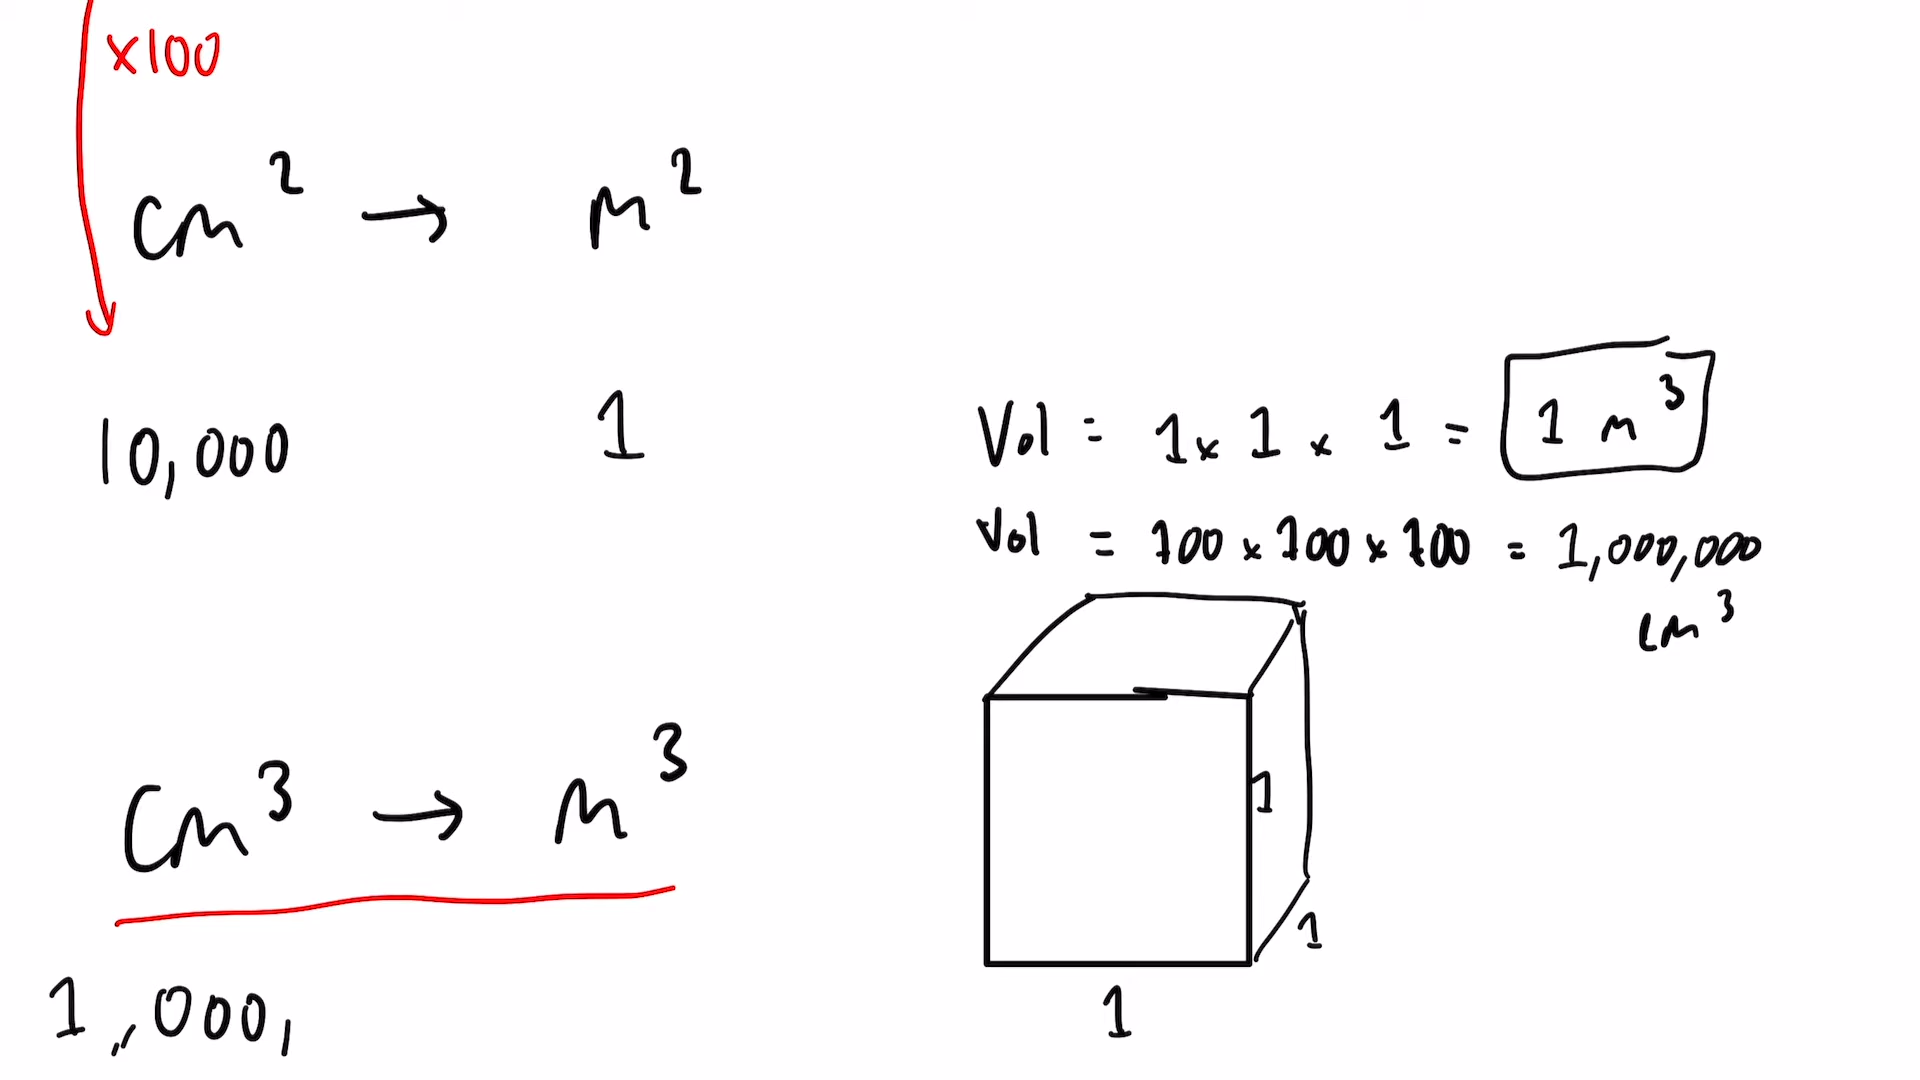 x100
cm² → m²
10,000 1
Vol = 1 x 1 x 1 = 1 m³
Vol = 100 x 100 x 100 = 1,000,000
cm³
cm³ → m³
1
1
1
1,,000,